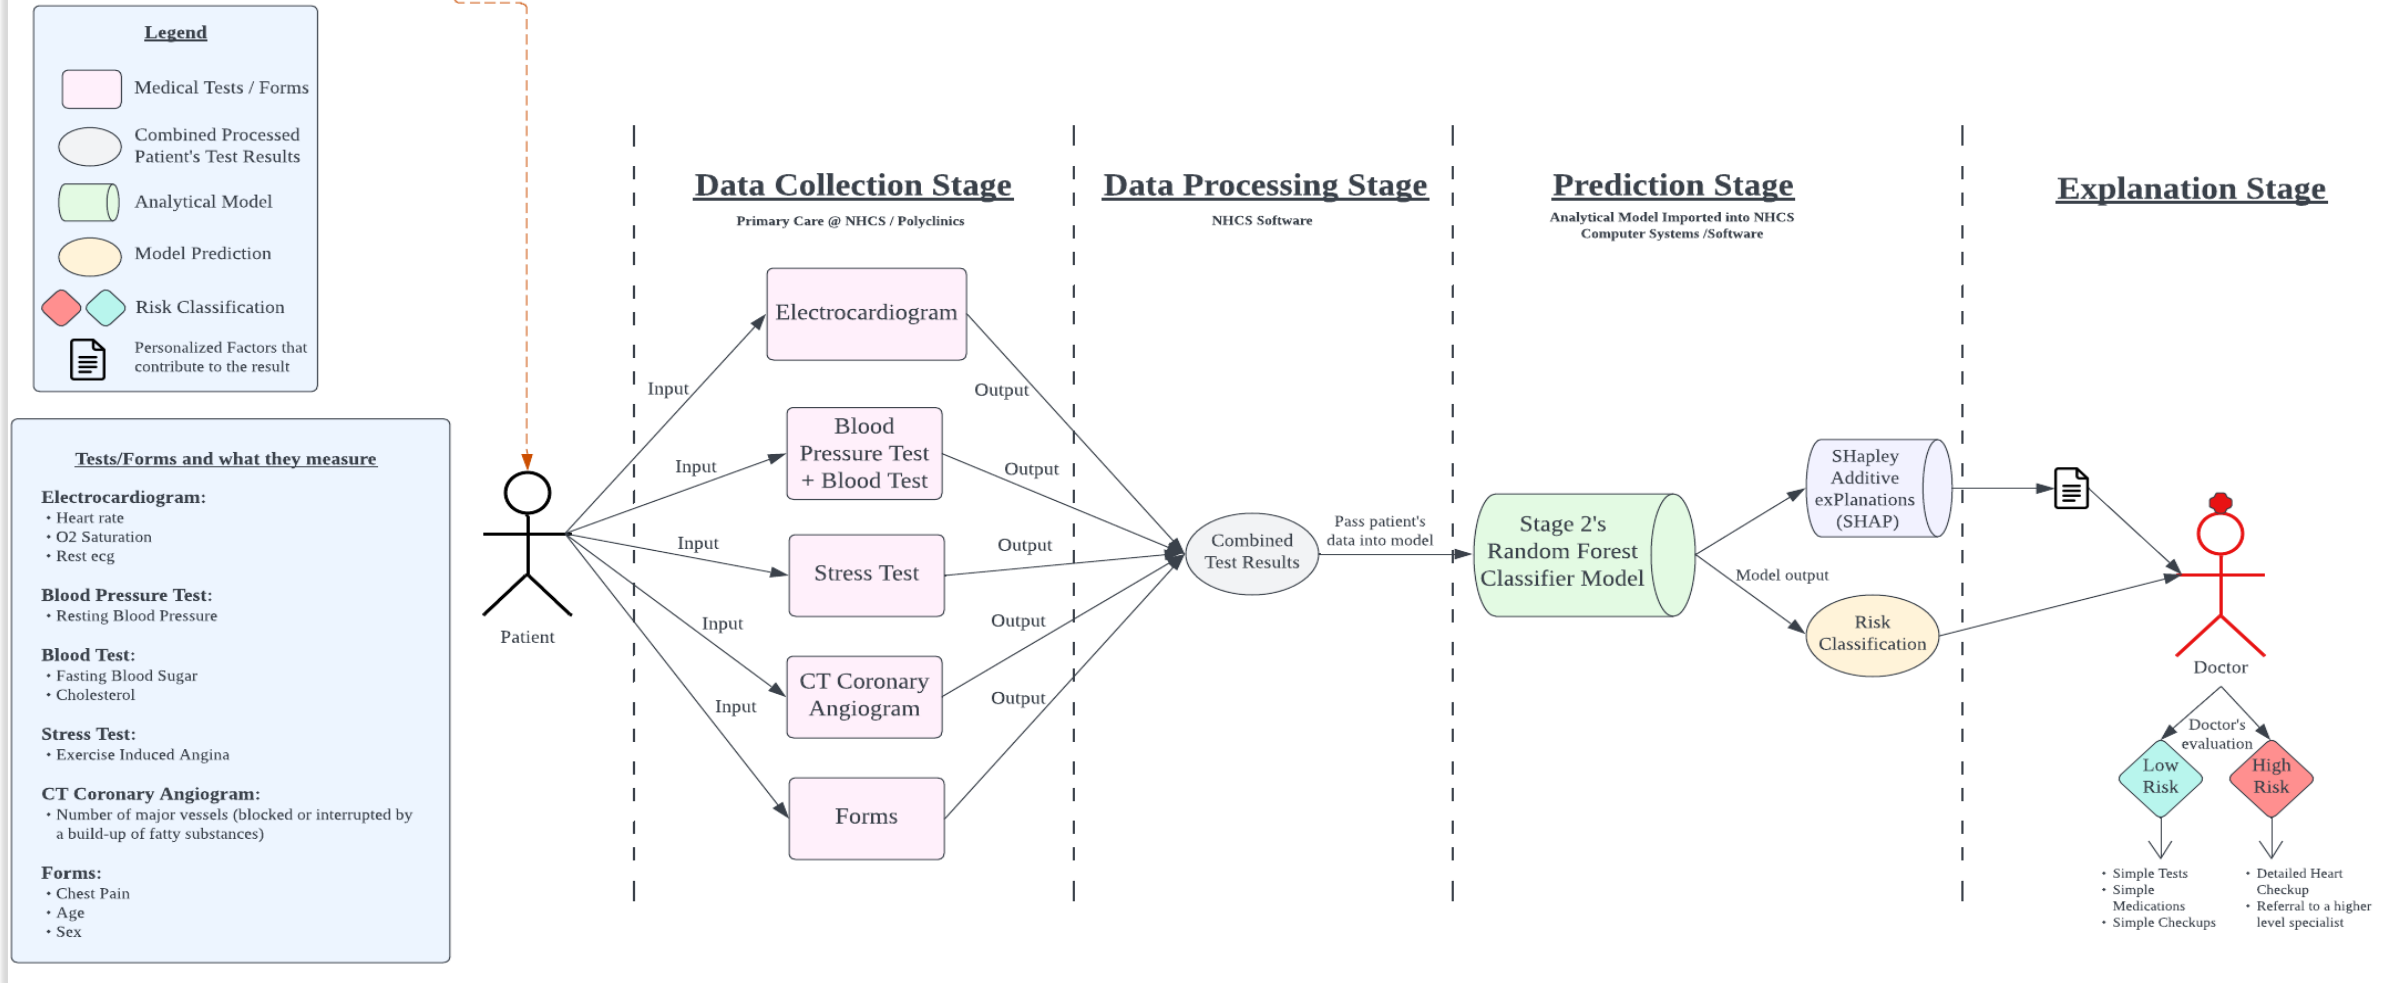 Legend
Medical Tests / Forms
Combined Processed
Patient's Test Results
Analytical Model
Model Prediction
Risk Classification
Personalized Factors that
contribute to the result
Tests/Forms and what they measure
Electrocardiogram:
• Heart rate
• O2 Saturation
• Rest ecg
Blood Pressure Test:
• Resting Blood Pressure
Blood Test:
• Fasting Blood Sugar
• Cholesterol
Stress Test:
• Exercise Induced Angina
CT Coronary Angiogram:
• Number of major vessels (blocked or interrupted by
a build-up of fatty substances)
Forms:
• Chest Pain
• Age
• Sex
Patient
Data Collection Stage
Primary Care @ NHCS / Polyclinics
Input
Input
Input
Input
Input
Electrocardiogram
Blood
Pressure Test
+ Blood Test
Stress Test
CT Coronary
Angiogram
Forms
Output
Output
Output
Output
Output
Data Processing Stage
NHCS Software
Combined
Test Results
Pass patient's
data into model
Prediction Stage
Analytical Model Imported into NHCS
Computer Systems /Software
Stage 2's
Random Forest
Classifier Model
Model output
SHapley
Additive
exPlanations
(SHAP)
Risk
Classification
Explanation Stage
Doctor
Doctor's
evaluation
Low
Risk
High
Risk
• Simple Tests
• Simple
Medications
• Simple Checkups
• Detailed Heart
Checkup
• Referral to a higher
level specialist